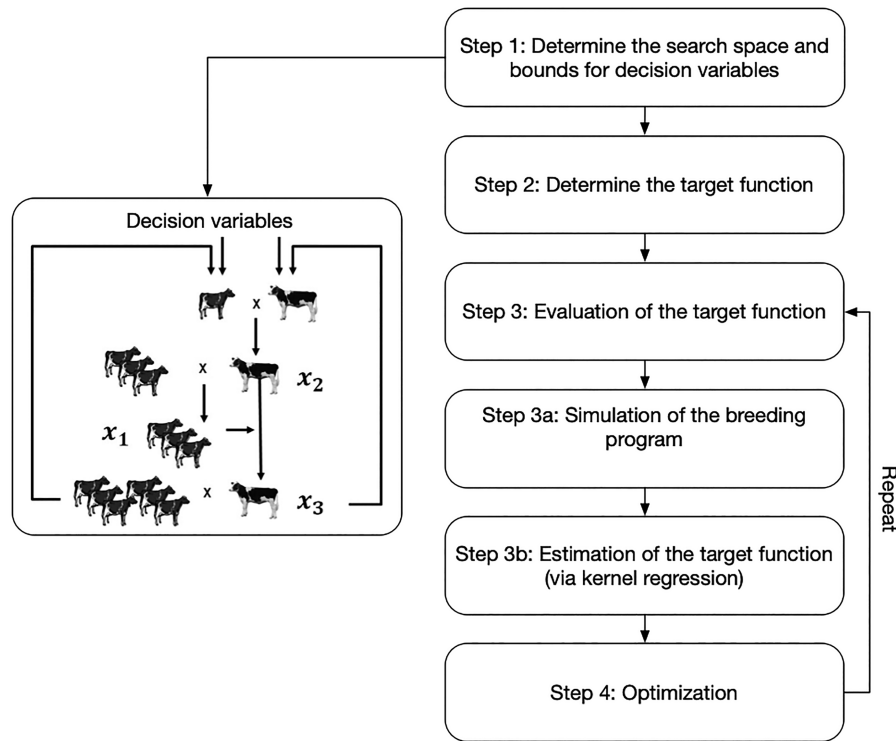 Step 1: Determine the search space and
bounds for decision variables
Step 2: Determine the target function
Decision variables
x
Step 3: Evaluation of the target function
x
x₂
Step 3a: Simulation of the breeding
program
x₁
x
x₃
Step 3b: Estimation of the target function
(via kernel regression)
Step 4: Optimization
Repeat